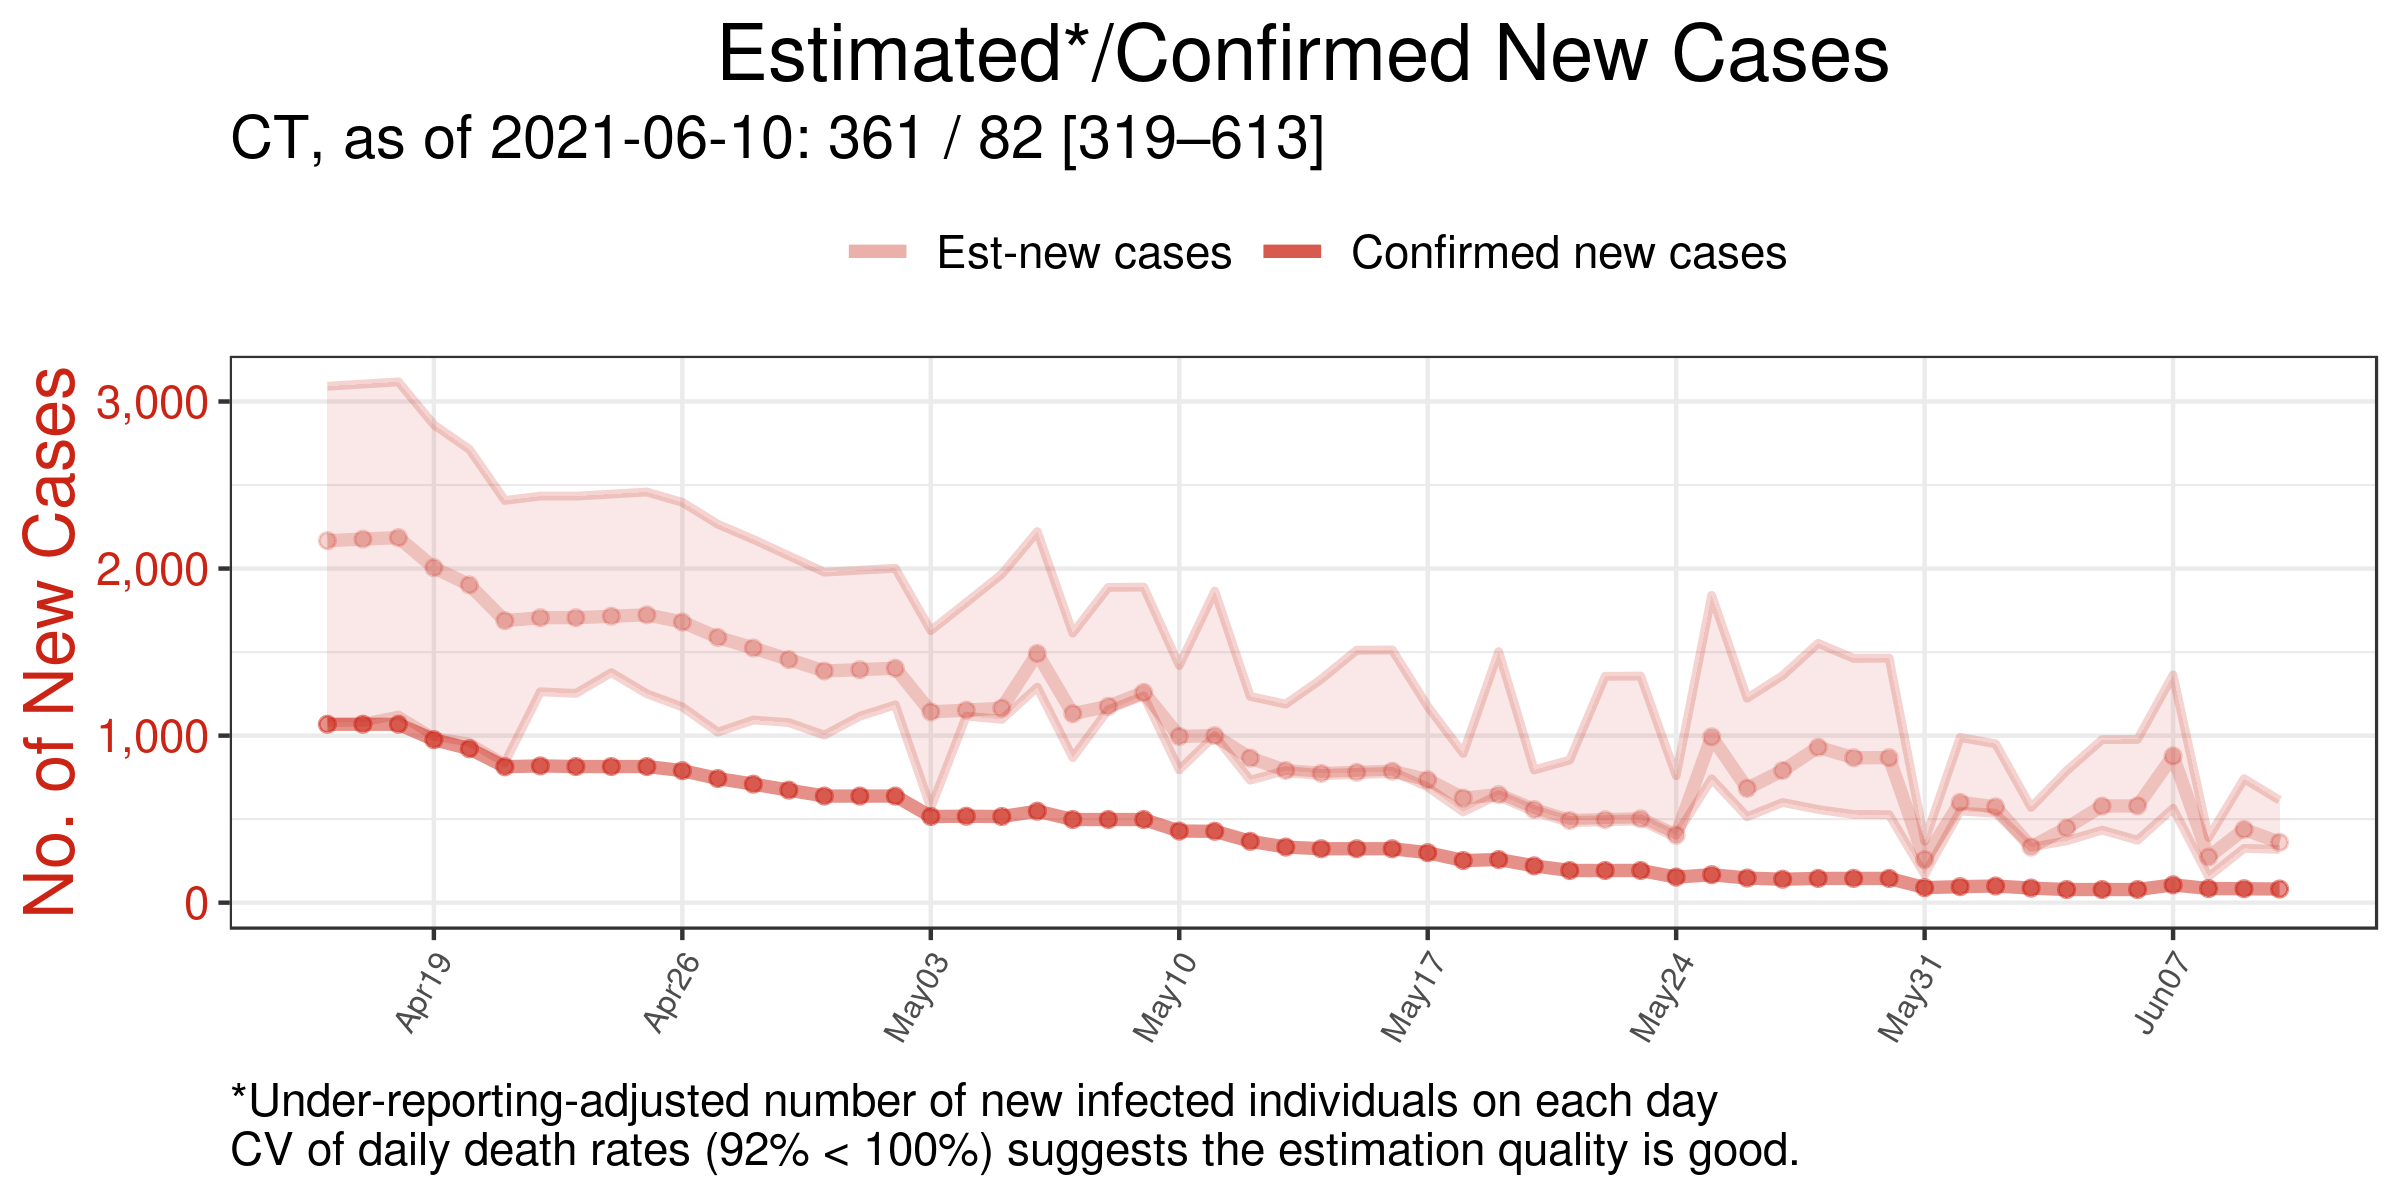 Estimated*/Confirmed New Cases
CT, as of 2021-06-10: 361 / 82 [319–613]
Est-new cases Confirmed new cases
No. of New Cases
3,000
2,000
1,000
0
Apr19 Apr26 May03 May10 May17 May24 May31 Jun07
*Under-reporting-adjusted number of new infected individuals on each day
CV of daily death rates (92% < 100%) suggests the estimation quality is good.